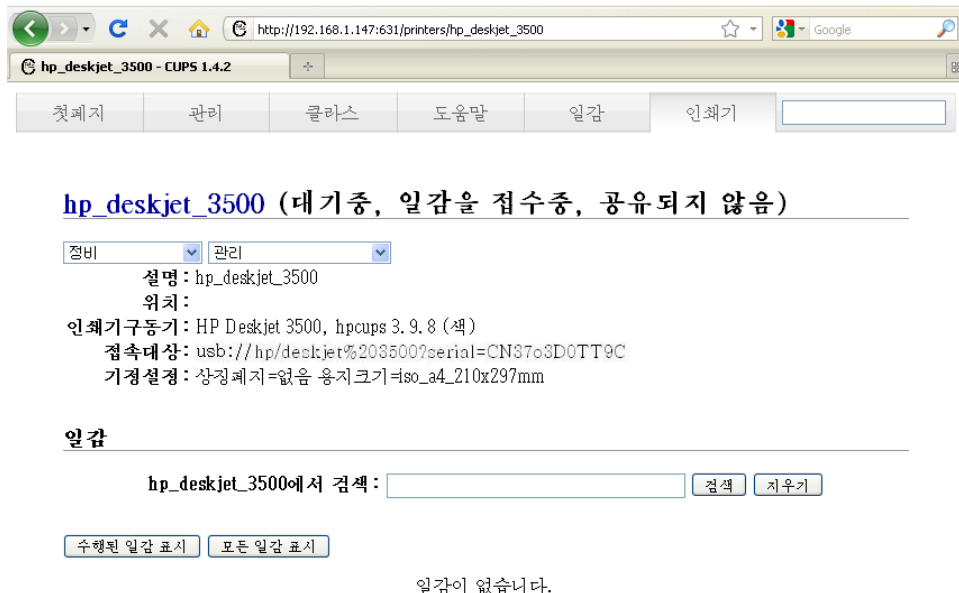 http://192.168.1.147:631/printers/hp_deskjet_3500 Google
hp_deskjet_3500 - CUPS 1.4.2
첫페지 관리 클라스 도움말 일감 인쇄기
hp_deskjet_3500 (대기중, 일감을 접수중, 공유되지 않음)
정비 관리
설명: hp_deskjet_3500
위치:
인쇄기구동기: HP Deskjet 3500, hpcups 3.9.8 (색)
접속대상: usb://hp/deskjet%203500?serial=CN37o3D0TT9C
기정설정: 상징페지=없음 용지크기=iso_a4_210x297mm
일감
hp_deskjet_3500에서 검색: 검색 지우기
수행된 일감 표시 모든 일감 표시
일감이 없습니다.